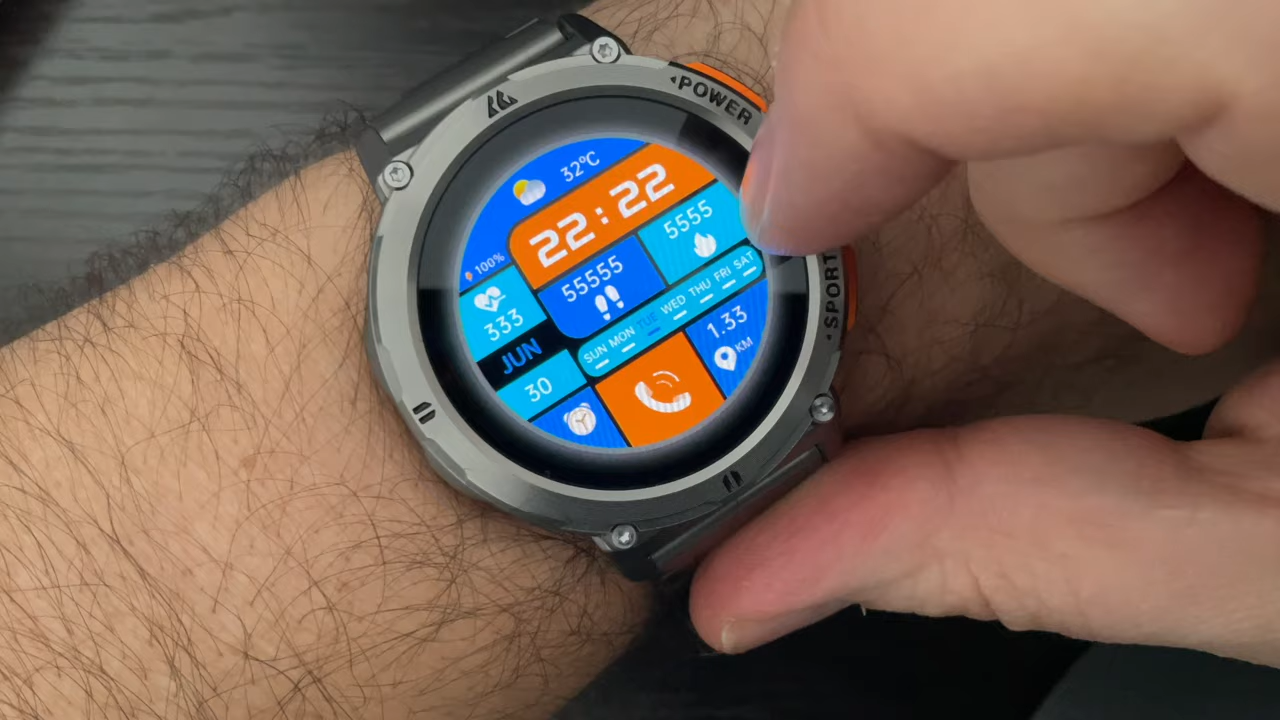 POWER
32°C
22:22
100%
5555
55555
333
SUN MON TUE WED THU FRI SAT
JUN
1.33
KM
30
SPORT